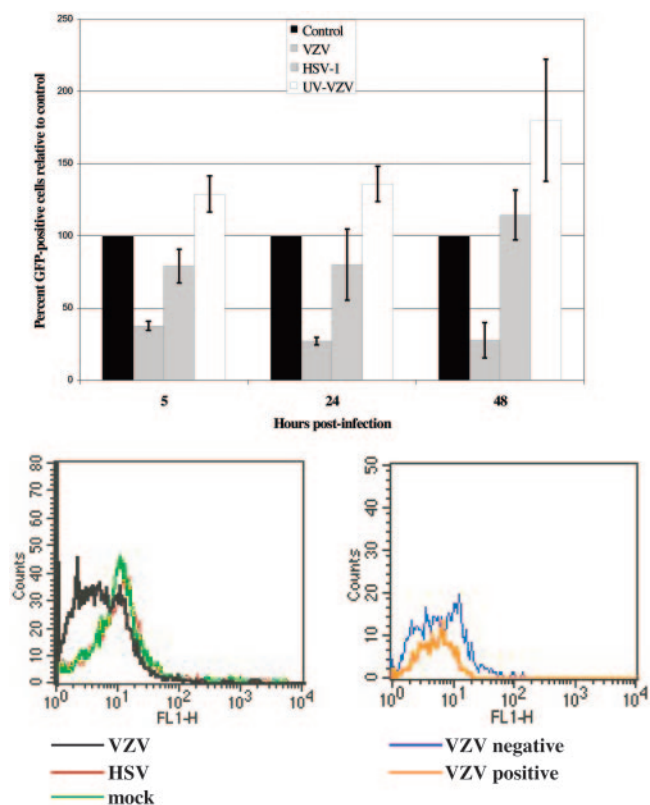 Control
VZV
HSV-1
UV-VZV
Percent GFP-positive cells relative to control
250
200
150
100
50
0
5 24 48
Hours post-infection
80
70
60
50
40
30
20
10
0
Counts
10^0 10^1 10^2 10^3 10^4
FL1-H
VZV
HSV
mock
50
40
30
20
10
0
Counts
10^0 10^1 10^2 10^3 10^4
FL1-H
VZV negative
VZV positive